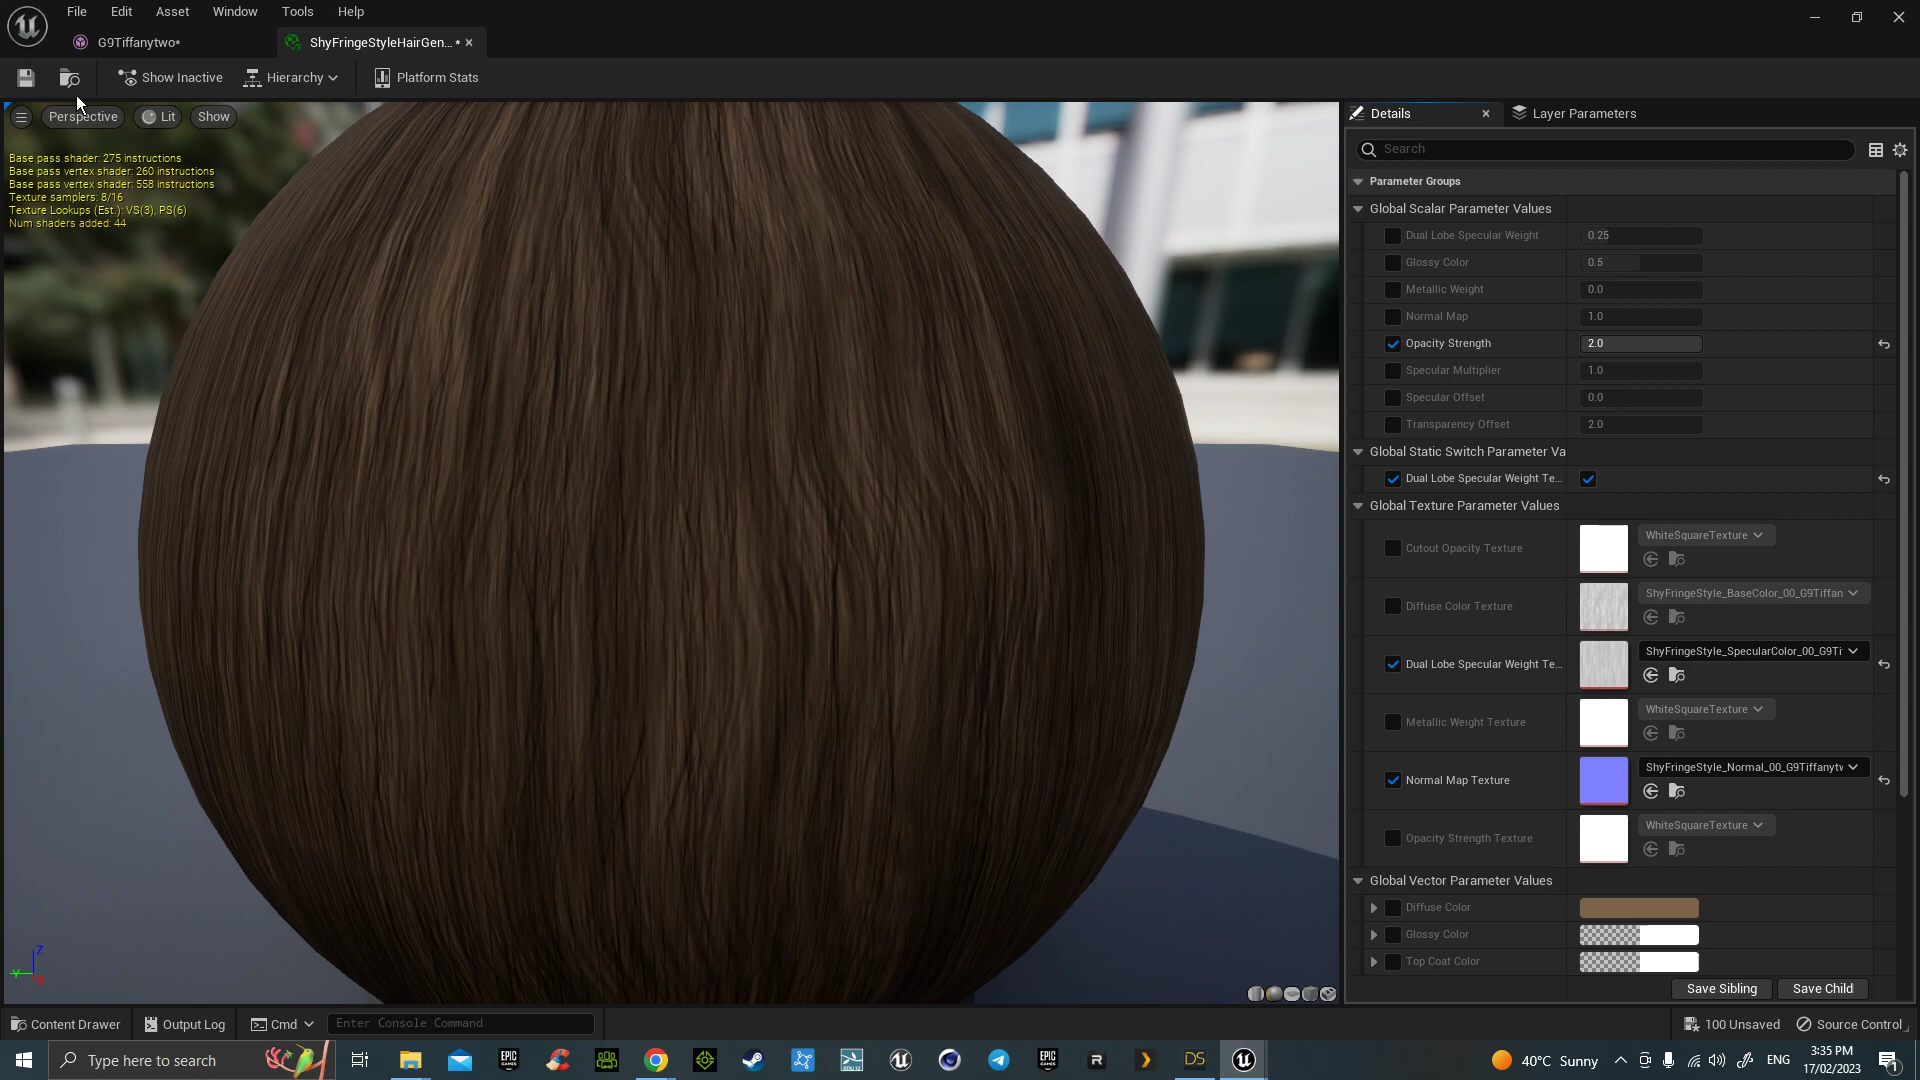 File Edit Asset Window Tools Help
G9Tiffanytwo*
ShyFringeStyleHairGen... *
Show Inactive
Hierarchy
Platform Stats
Perspective
Lit
Show
Base pass shader: 275 instructions
Base pass vertex shader: 260 instructions
Base pass vertex shader: 558 instructions
Texture samplers: 8/16
Texture Lookups (Est.): VS(3), PS(6)
Num shaders added: 44
Details
Layer Parameters
Search
Parameter Groups
Global Scalar Parameter Values
Dual Lobe Specular Weight 0.25
Glossy Color 0.5
Metallic Weight 0.0
Normal Map 1.0
Opacity Strength 2.0
Specular Multiplier 1.0
Specular Offset 0.0
Transparency Offset 2.0
Global Static Switch Parameter Va
Dual Lobe Specular Weight Te...
Global Texture Parameter Values
Cutout Opacity Texture WhiteSquareTexture
Diffuse Color Texture ShyFringeStyle_BaseColor_00_G9Tiffan
Dual Lobe Specular Weight Te... ShyFringeStyle_SpecularColor_00_G9Ti
Metallic Weight Texture WhiteSquareTexture
Normal Map Texture ShyFringeStyle_Normal_00_G9Tiffanytw
Opacity Strength Texture WhiteSquareTexture
Global Vector Parameter Values
Diffuse Color
Glossy Color
Top Coat Color
Save Sibling
Save Child
Z
Y
X
Content Drawer
Output Log
Cmd
Enter Console Command
100 Unsaved
Source Control
Type here to search
EPIC GAMES
EPIC GAMES
R
DS
40°C Sunny
ENG
3:35 PM
17/02/2023
1